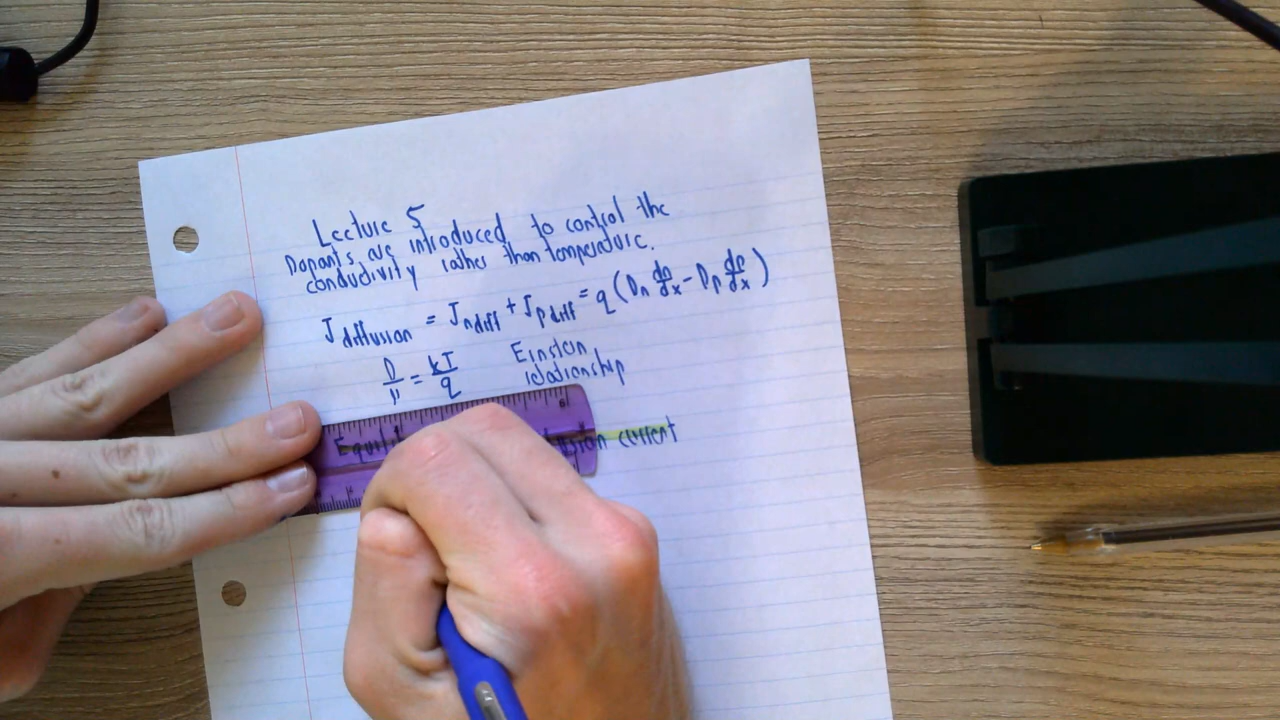 Lecture 5
Dopants are introduced to control the
conductivity rather than temperature.
J diffusion = J n diff + J p diff = q (Dn dn/dx - Dp dp/dx)
D/μ = kT/q Einstein
relationship
current